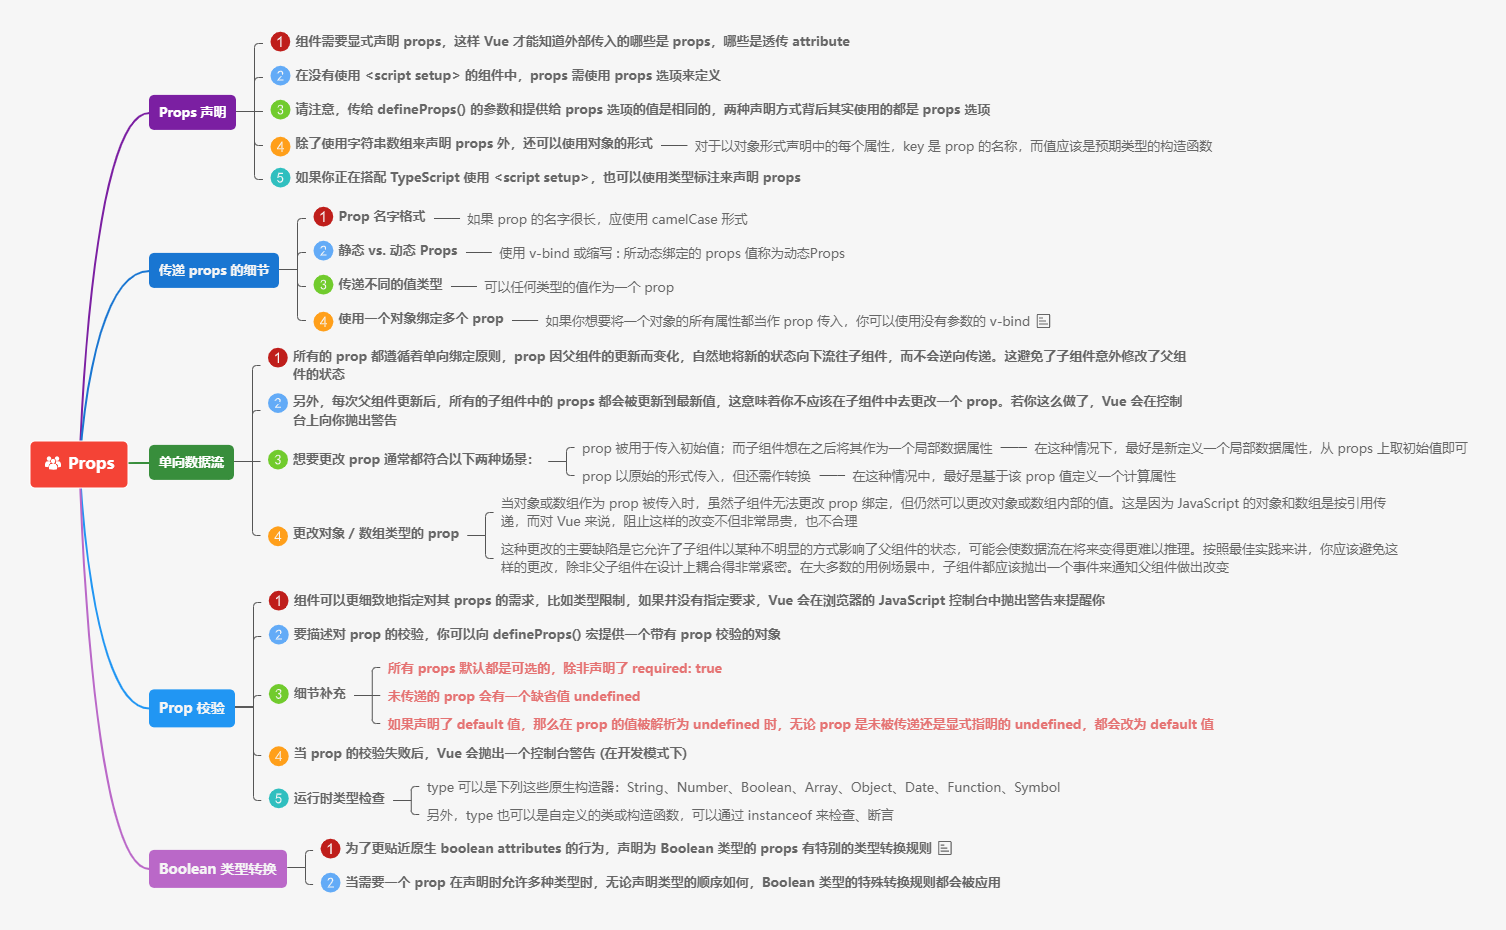 Props
Props 声明
1 组件需要显式声明 props，这样 Vue 才能知道外部传入的哪些是 props，哪些是透传 attribute
2 在没有使用 <script setup> 的组件中，props 需使用 props 选项来定义
3 请注意，传给 defineProps() 的参数和提供给 props 选项的值是相同的，两种声明方式背后其实使用的都是 props 选项
4 除了使用字符串数组来声明 props 外，还可以使用对象的形式
对于以对象形式声明中的每个属性，key 是 prop 的名称，而值应该是预期类型的构造函数
5 如果你正在搭配 TypeScript 使用 <script setup>，也可以使用类型标注来声明 props
传递 props 的细节
1 Prop 名字格式
如果 prop 的名字很长，应使用 camelCase 形式
2 静态 vs. 动态 Props
使用 v-bind 或缩写 : 所动态绑定的 props 值称为动态Props
3 传递不同的值类型
可以任何类型的值作为一个 prop
4 使用一个对象绑定多个 prop
如果你想要将一个对象的所有属性都当作 prop 传入，你可以使用没有参数的 v-bind
单向数据流
1 所有的 prop 都遵循着单向绑定原则，prop 因父组件的更新而变化，自然地将新的状态向下流往子组件，而不会逆向传递。这避免了子组件意外修改了父组
件的状态
2 另外，每次父组件更新后，所有的子组件中的 props 都会被更新到最新值，这意味着你不应该在子组件中去更改一个 prop。若你这么做了，Vue 会在控制
台上向你抛出警告
3 想要更改 prop 通常都符合以下两种场景：
prop 被用于传入初始值；而子组件想在之后将其作为一个局部数据属性
在这种情况下，最好是新定义一个局部数据属性，从 props 上取初始值即可
prop 以原始的形式传入，但还需作转换
在这种情况中，最好是基于该 prop 值定义一个计算属性
4 更改对象 / 数组类型的 prop
当对象或数组作为 prop 被传入时，虽然子组件无法更改 prop 绑定，但仍然可以更改对象或数组内部的值。这是因为 JavaScript 的对象和数组是按引用传
递，而对 Vue 来说，阻止这样的改变不但非常昂贵，也不合理
这种更改的主要缺陷是它允许了子组件以某种不明显的方式影响了父组件的状态，可能会使数据流在将来变得更难以推理。按照最佳实践来讲，你应该避免这
样的更改，除非父子组件在设计上耦合得非常紧密。在大多数的用例场景中，子组件都应该抛出一个事件来通知父组件做出改变
Prop 校验
1 组件可以更细致地指定对其 props 的需求，比如类型限制，如果并没有指定要求，Vue 会在浏览器的 JavaScript 控制台中抛出警告来提醒你
2 要描述对 prop 的校验，你可以向 defineProps() 宏提供一个带有 prop 校验的对象
3 细节补充
所有 props 默认都是可选的，除非声明了 required: true
未传递的 prop 会有一个缺省值 undefined
如果声明了 default 值，那么在 prop 的值被解析为 undefined 时，无论 prop 是未被传递还是显式指明的 undefined，都会改为 default 值
4 当 prop 的校验失败后，Vue 会抛出一个控制台警告 (在开发模式下)
5 运行时类型检查
type 可以是下列这些原生构造器：String、Number、Boolean、Array、Object、Date、Function、Symbol
另外，type 也可以是自定义的类或构造函数，可以通过 instanceof 来检查、断言
Boolean 类型转换
1 为了更贴近原生 boolean attributes 的行为，声明为 Boolean 类型的 props 有特别的类型转换规则
2 当需要一个 prop 在声明时允许多种类型时，无论声明类型的顺序如何，Boolean 类型的特殊转换规则都会被应用